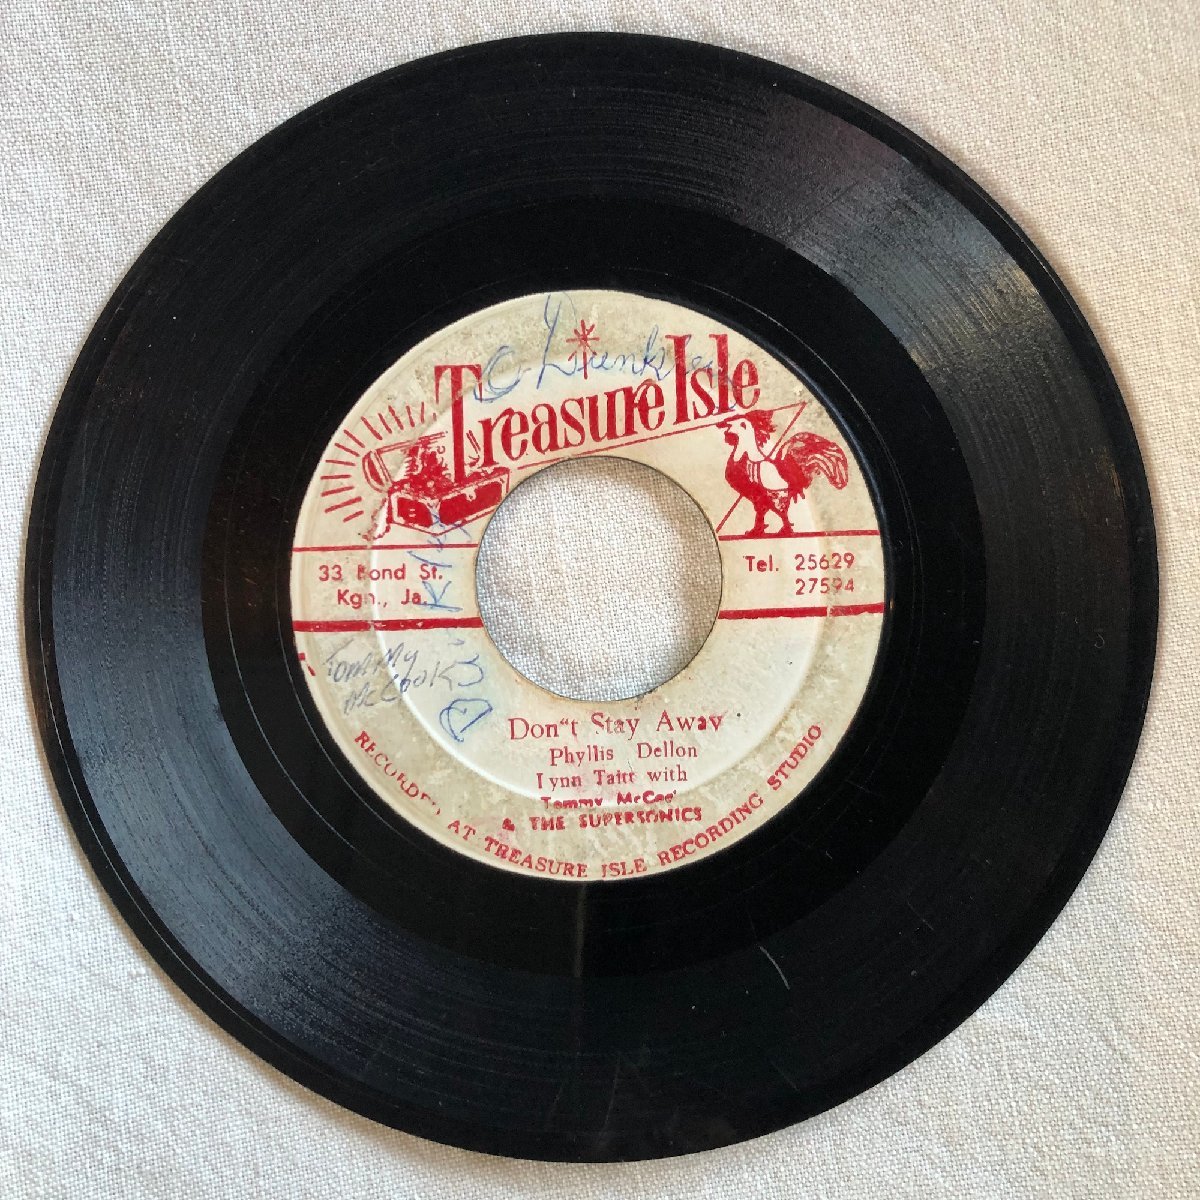 Treasure Isle
33 Bond St.
Kgn., Ja.
Tel. 25629
27594
Tommy
McCook
Don"t Stay Away
Phyllis Dellon
Lynn Taitt with
Tommy McCoo'
& THE SUPERSONICS
RECORDED AT TREASURE ISLE RECORDING STUDIO